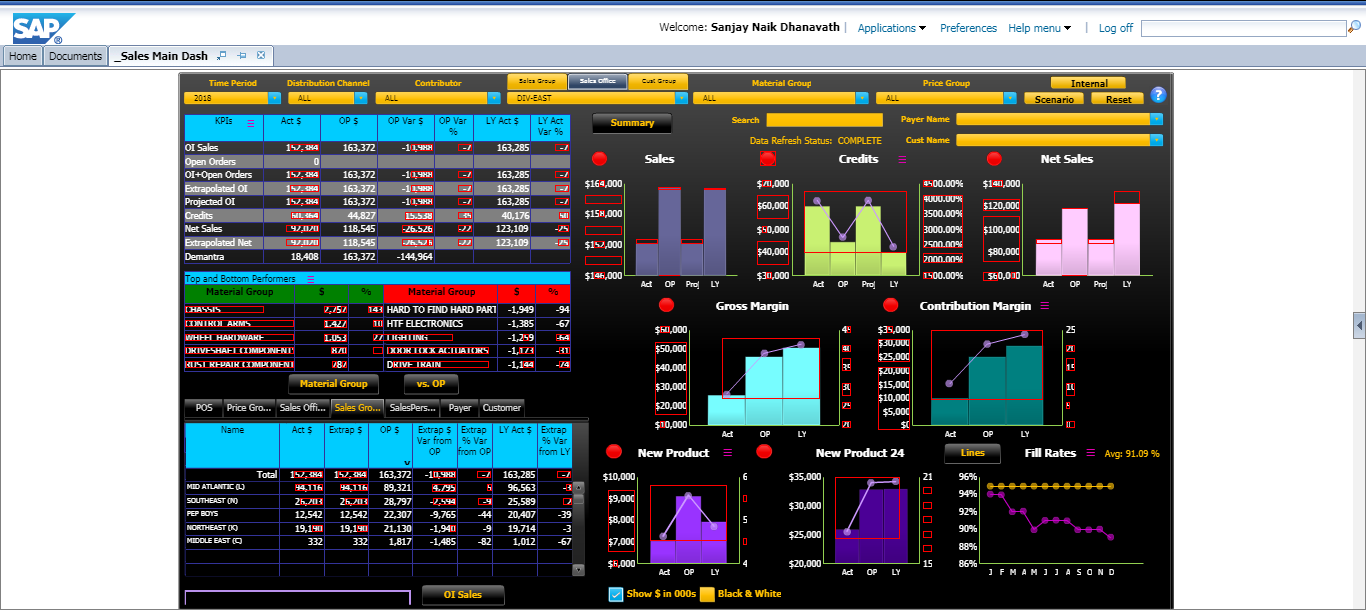 SAP
Welcome: Sanjay Naik Dhanavath | Applications Preferences Help menu | Log off
Home Documents _Sales Main Dash
Time Period Distribution Channel Contributor Sales Group Sales Office Cust Group Material Group Price Group Internal
2018 ALL ALL DIV-EAST ALL ALL Scenario Reset ?
KPIs Act $ OP $ OP Var $ OP Var % LY Act $ LY Act Var %
OI Sales 152,384 163,372 -10,988 -7 163,285 -7
Open Orders 0
OI+Open Orders 152,384 163,372 -10,988 -7 163,285 -7
Extrapolated OI 152,384 163,372 -10,988 -7 163,285 -7
Projected OI 152,384 163,372 -10,988 -7 163,285 -7
Credits 60,364 44,827 15,538 35 40,176 50
Net Sales 92,020 118,545 -26,526 -22 123,109 -25
Extrapolated Net 92,020 118,545 -26,526 -22 123,109 -25
Demantra 18,408 163,372 -144,964
Summary Search Payer Name
Data Refresh Status: COMPLETE Cust Name
Sales
$164,000
$158,000
$152,000
$146,000
Act OP Proj LY
Credits
$70,000 4500.00%
$60,000 4000.00%
3500.00%
$50,000 3000.00%
2500.00%
$40,000 2000.00%
$30,000 1500.00%
Act OP Proj LY
Net Sales
$140,000
$120,000
$100,000
$80,000
$60,000
Act OP Proj LY
Top and Bottom Performers
Material Group $ % Material Group $ %
CHASSIS 2,757 143 HARD TO FIND HARD PART -1,949 -94
CONTROL ARMS 1,427 10 HTF ELECTRONICS -1,385 -67
WHEEL HARDWARE 1,053 27 LIGHTING -1,259 -64
DRIVESHAFT COMPONENTS 870 DOOR LOCK ACTUATORS -1,173 -31
RUST REPAIR COMPONENT 787 DRIVE TRAIN -1,144 -74
Material Group vs. OP
Gross Margin
$60,000 45
$50,000 40
$40,000 35
$30,000 30
$20,000 25
$10,000 20
Act OP LY
Contribution Margin
$35,000 25
$30,000 20
$25,000
$20,000 15
$15,000 10
$10,000
$5,000 5
$0 0
Act OP LY
POS Price Gro... Sales Offi... Sales Gro... SalesPers... Payer Customer
Name Act $ Extrap $ OP $ Extrap $ Var from OP Extrap % Var from OP LY Act $ Extrap % Var from LY
Total 152,384 152,384 163,372 -10,988 -7 163,285 -7
MID ATLANTIC (L) 94,116 94,116 89,321 4,795 5 96,563 -3
SOUTHEAST (N) 26,203 26,203 28,797 -2,594 -9 25,589 2
PEP BOYS 12,542 12,542 22,307 -9,765 -44 20,407 -39
NORTHEAST (K) 19,190 19,190 21,130 -1,940 -9 19,714 -3
MIDDLE EAST (C) 332 332 1,817 -1,485 -82 1,012 -67
OI Sales
New Product
$10,000 6
$9,000
$8,000 5
$7,000
$6,000 4
Act OP LY
New Product 24
$35,000 21
$30,000
$25,000
$20,000 15
Act OP LY
Lines Fill Rates Avg: 91.09 %
96%
94%
92%
90%
88%
86%
J F M A M J J A S O N D
Show $ in 000s Black & White